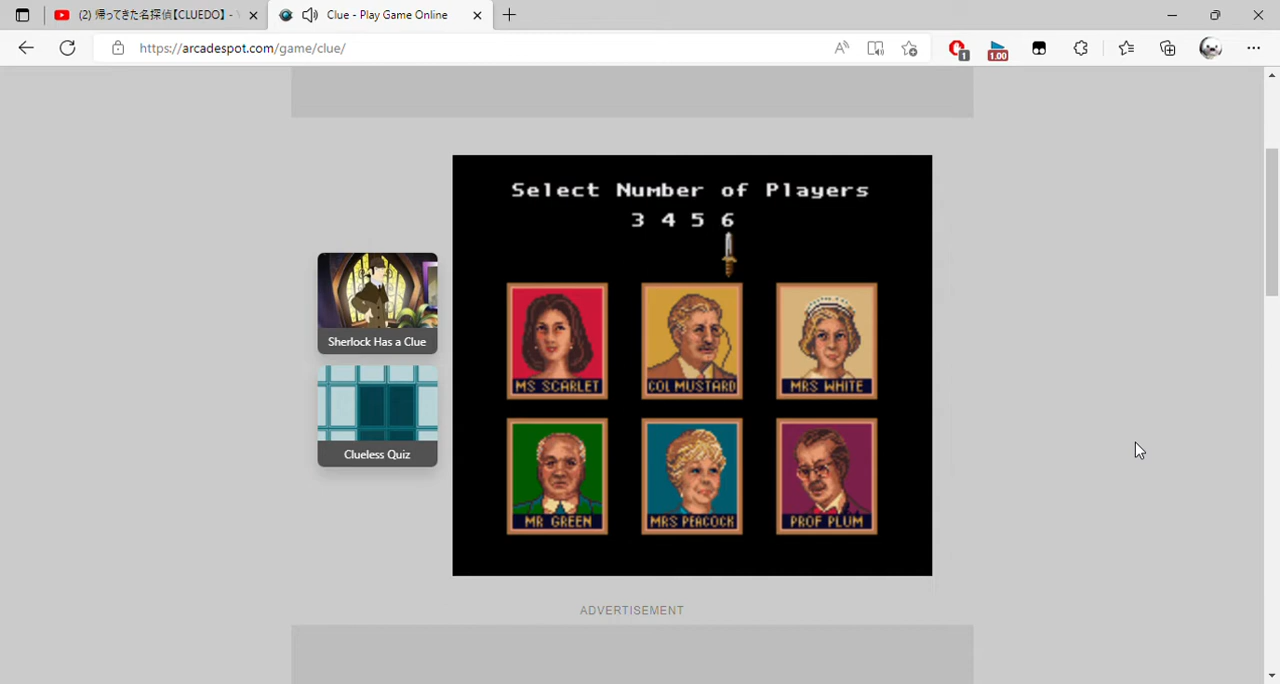 (2) 帰ってきた名探偵【CLUEDO】 -
Clue - Play Game Online
https://arcadespot.com/game/clue/
1
1.00
Select Number of Players
3 4 5 6
Sherlock Has a Clue
MS SCARLET
COL MUSTARD
MRS WHITE
Clueless Quiz
MR GREEN
MRS PEACOCK
PROF PLUM
ADVERTISEMENT